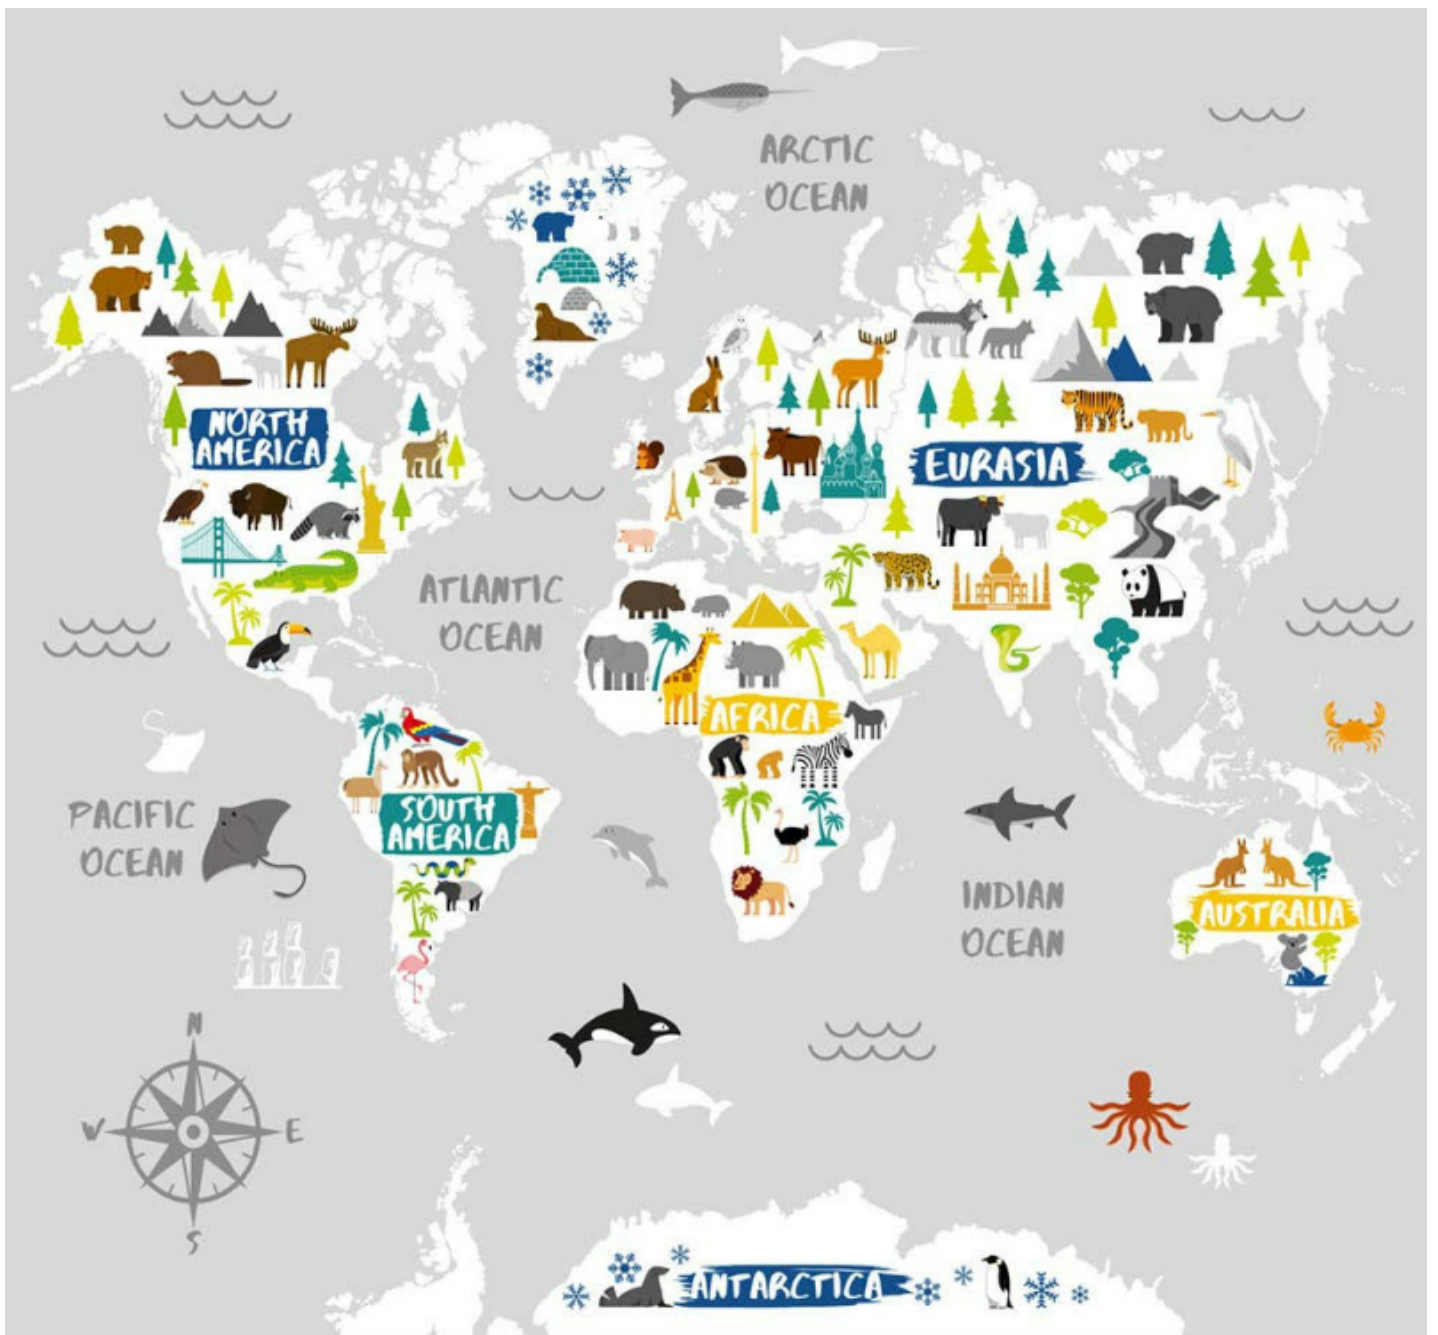 ARCTIC
OCEAN
NORTH
AMERICA
EURASIA
ATLANTIC
OCEAN
AFRICA
SOUTH
AMERICA
PACIFIC
OCEAN
INDIAN
OCEAN
AUSTRALIA
N
W E
S
ANTARCTICA